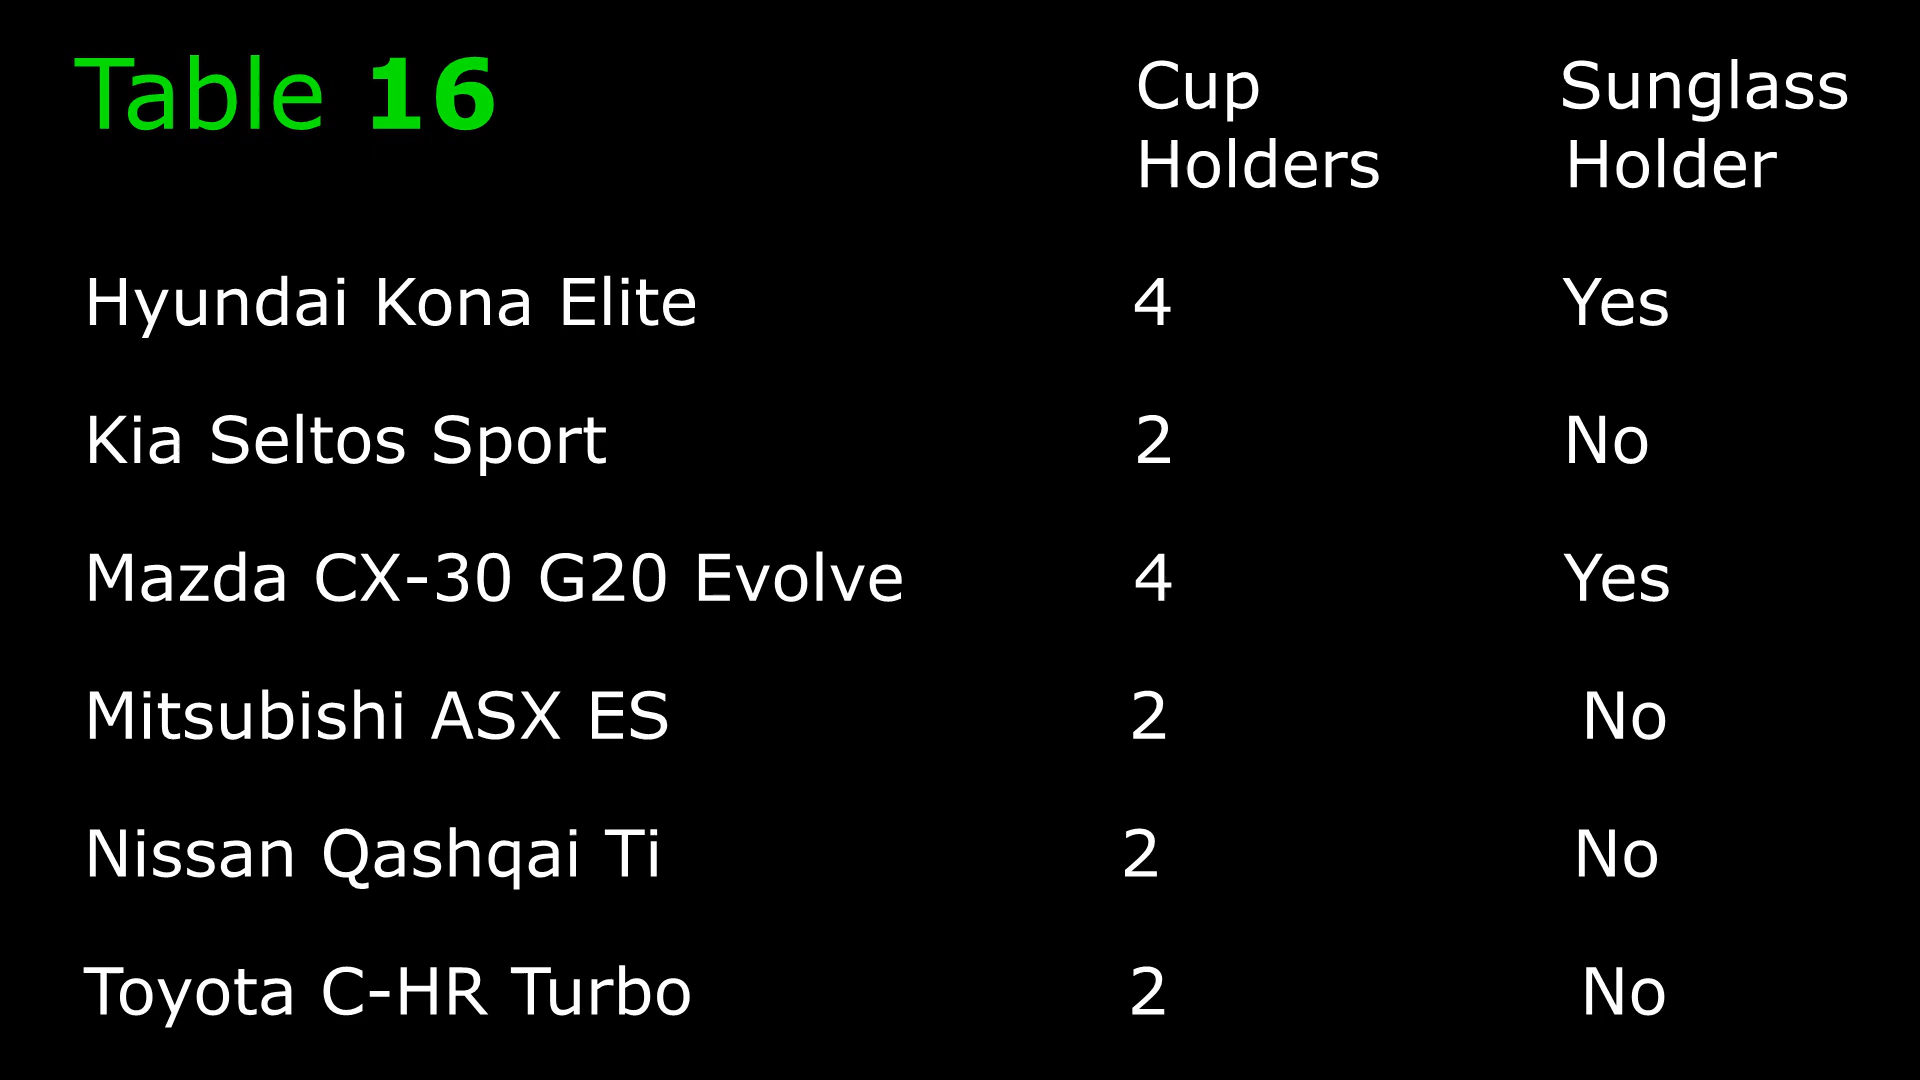 Table 16
Cup Holders
Sunglass Holder
Hyundai Kona Elite 4 Yes
Kia Seltos Sport 2 No
Mazda CX-30 G20 Evolve 4 Yes
Mitsubishi ASX ES 2 No
Nissan Qashqai Ti 2 No
Toyota C-HR Turbo 2 No